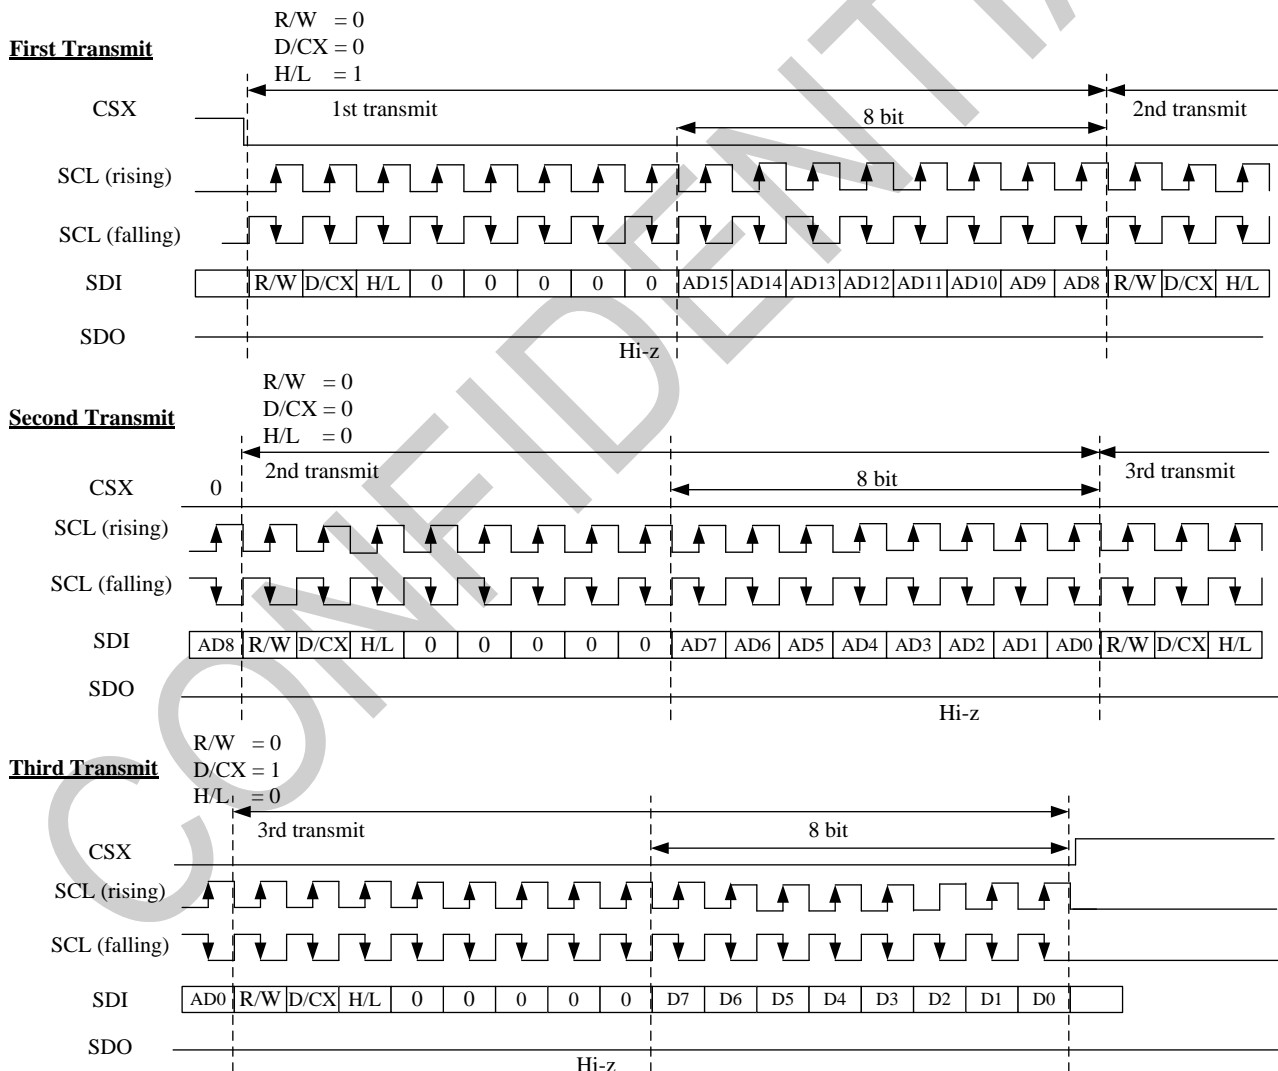 R/W = 0
First Transmit
D/CX = 0
H/L = 1
CSX
1st transmit
8 bit
2nd transmit
SCL (rising)
SCL (falling)
SDI R/W D/CX H/L 0 0 0 0 0 AD15 AD14 AD13 AD12 AD11 AD10 AD9 AD8 R/W D/CX H/L
SDO
Hi-z
R/W = 0
D/CX = 0
Second Transmit
H/L = 0
2nd transmit
8 bit
3rd transmit
CSX 0
SCL (rising)
SCL (falling)
SDI AD8 R/W D/CX H/L 0 0 0 0 0 AD7 AD6 AD5 AD4 AD3 AD2 AD1 AD0 R/W D/CX H/L
SDO
Hi-z
R/W = 0
Third Transmit
D/CX = 1
H/L = 0
3rd transmit
8 bit
CSX
SCL (rising)
SCL (falling)
SDI AD0 R/W D/CX H/L 0 0 0 0 0 D7 D6 D5 D4 D3 D2 D1 D0
SDO
Hi-z
CONFIDENTIA